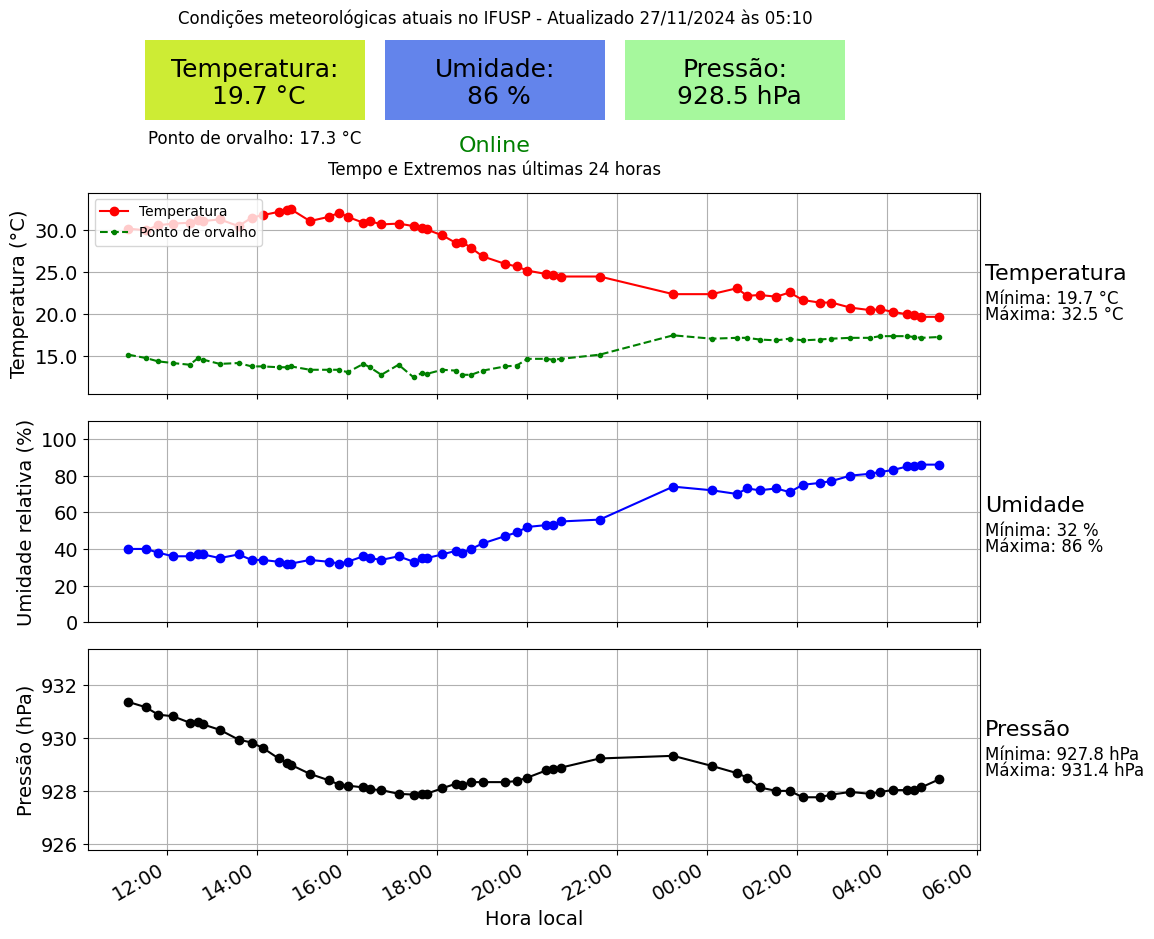 Condições meteorológicas atuais no IFUSP - Atualizado 27/11/2024 às 05:10
Temperatura:
19.7 °C
Umidade:
86 %
Pressão:
928.5 hPa
Ponto de orvalho: 17.3 °C
Online
Tempo e Extremos nas últimas 24 horas
Temperatura (°C)
30.0
25.0
20.0
15.0
Temperatura
Ponto de orvalho
Temperatura
Mínima: 19.7 °C
Máxima: 32.5 °C
Umidade relativa (%)
100
80
60
40
20
0
Umidade
Mínima: 32 %
Máxima: 86 %
Pressão (hPa)
932
930
928
926
Pressão
Mínima: 927.8 hPa
Máxima: 931.4 hPa
12:00
14:00
16:00
18:00
20:00
22:00
00:00
02:00
04:00
06:00
Hora local